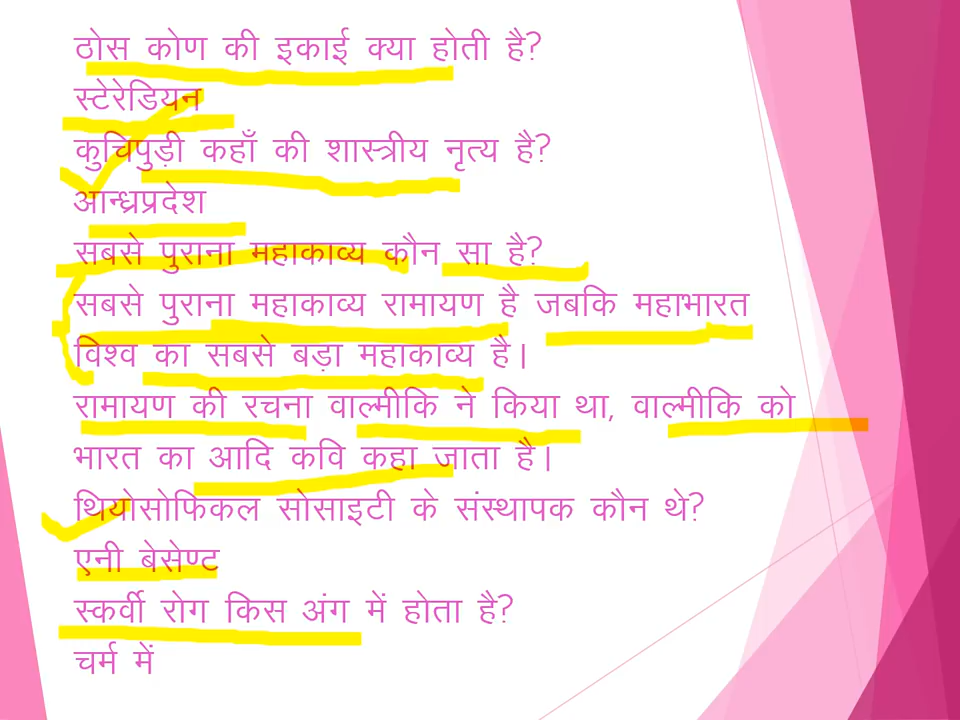 ठोस कोण की इकाई क्या होती है?
स्टेरेडियन
कुचिपुड़ी कहाँ की शास्त्रीय नृत्य है?
आन्ध्रप्रदेश
सबसे पुराना महाकाव्य कौन सा है?
सबसे पुराना महाकाव्य रामायण है जबकि महाभारत
विश्व का सबसे बड़ा महाकाव्य है।
रामायण की रचना वाल्मीकि ने किया था, वाल्मीकि को
भारत का आदि कवि कहा जाता है।
थियोसोफिकल सोसाइटी के संस्थापक कौन थे?
एनी बेसेण्ट
स्कर्वी रोग किस अंग में होता है?
चर्म में